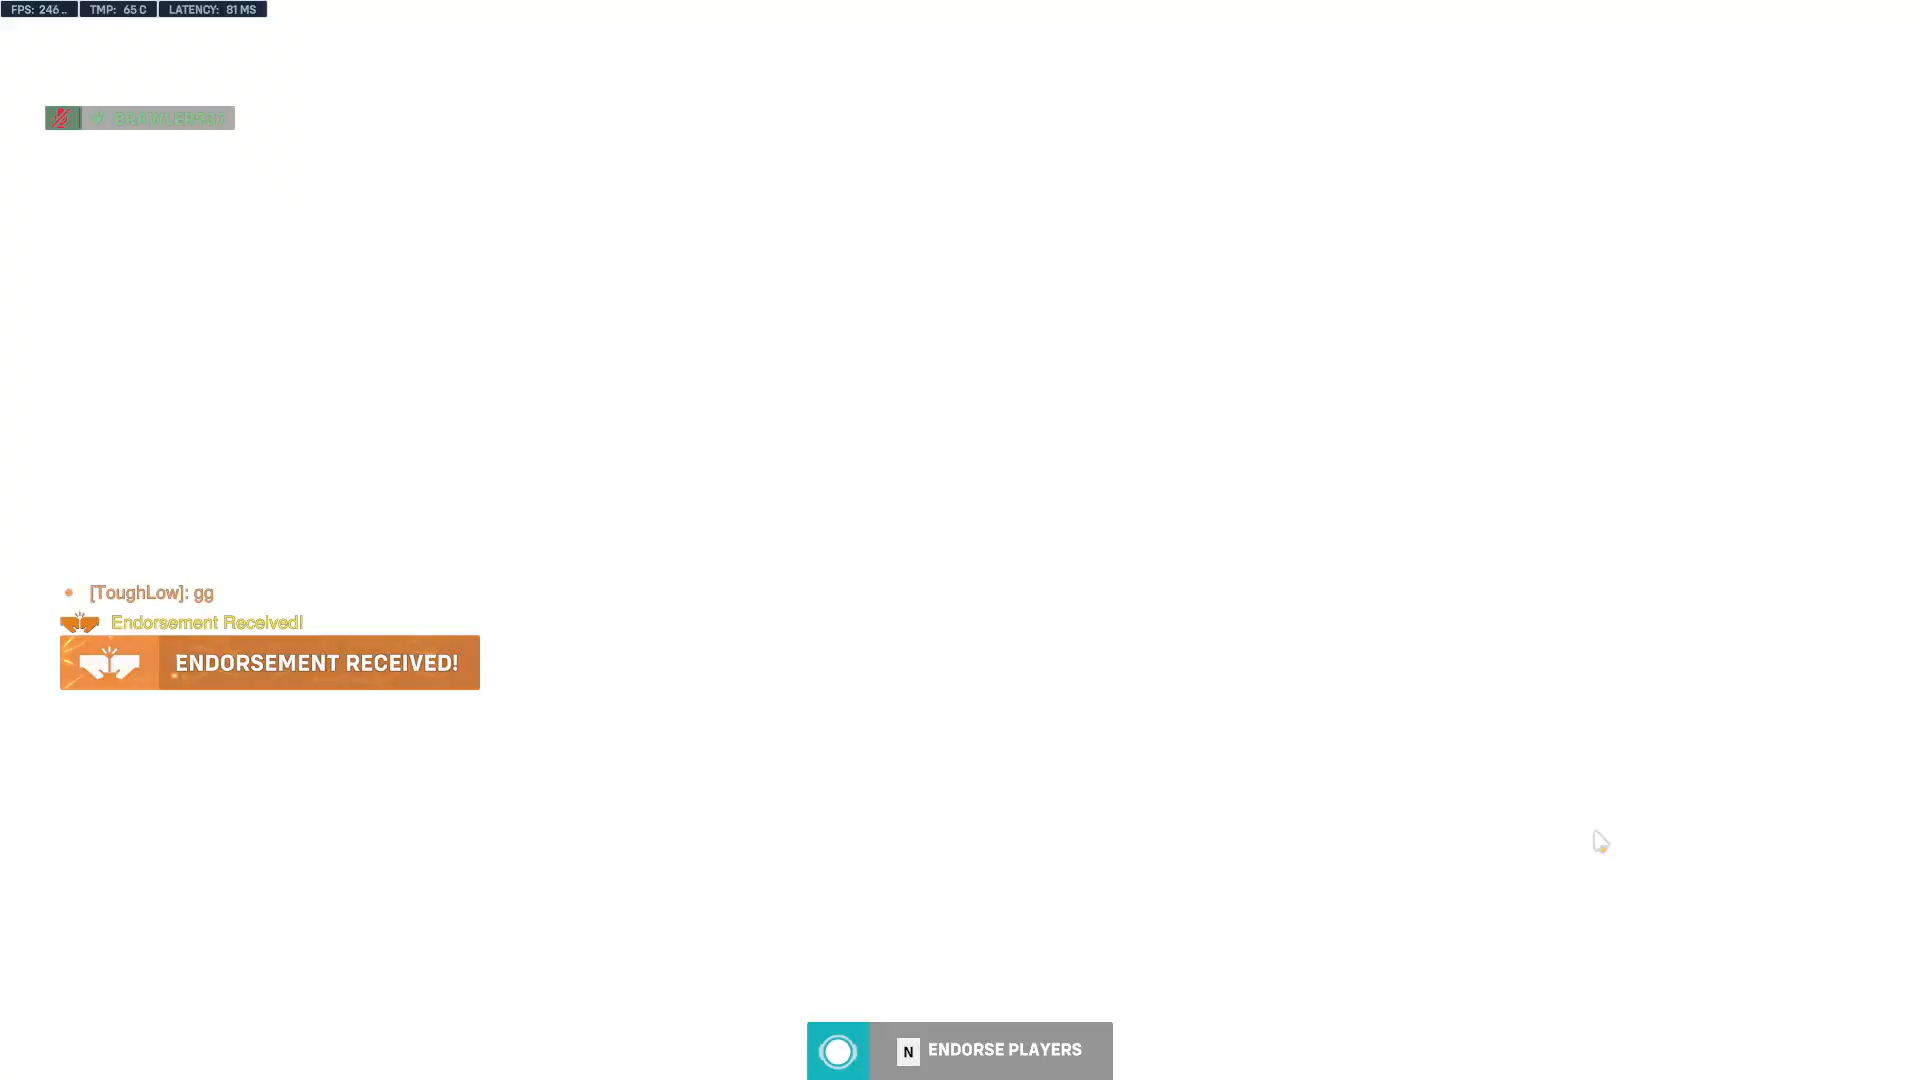 FPS: 246 .. TMP: 65 C LATENCY: 81 MS
[ToughLow]: gg
Endorsement Received!
ENDORSEMENT RECEIVED!
N ENDORSE PLAYERS